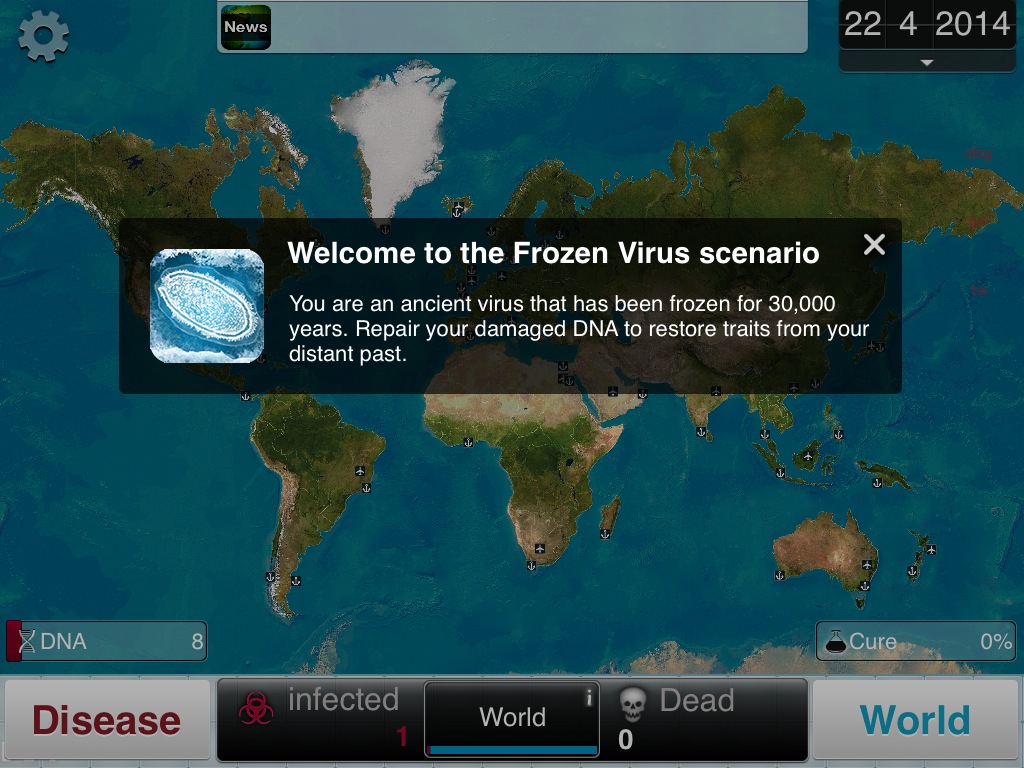 News
22 4 2014
Welcome to the Frozen Virus scenario
You are an ancient virus that has been frozen for 30,000
years. Repair your damaged DNA to restore traits from your
distant past.
DNA 8
Cure 0%
Disease
infected
1
World
i
Dead
0
World